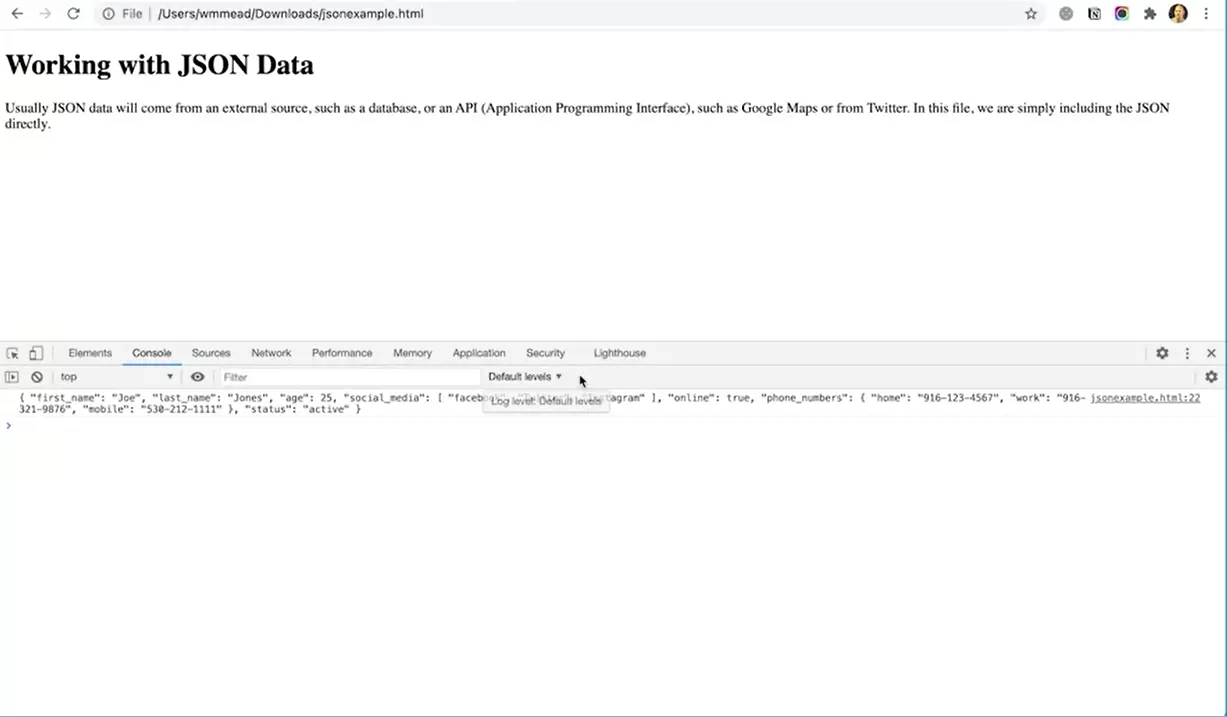 File | /Users/wmmead/Downloads/jsonexample.html
Working with JSON Data
Usually JSON data will come from an external source, such as a database, or an API (Application Programming Interface), such as Google Maps or from Twitter. In this file, we are simply including the JSON
directly.
Elements Console Sources Network Performance Memory Application Security Lighthouse
top Filter Default levels
{ "first_name": "Joe", "last_name": "Jones", "age": 25, "social_media": [ "facebook", "instagram" ], "online": true, "phone_numbers": { "home": "916-123-4567", "work": "916- jsonexample.html:22
Log level: Default levels
321-9876", "mobile": "530-212-1111" }, "status": "active" }